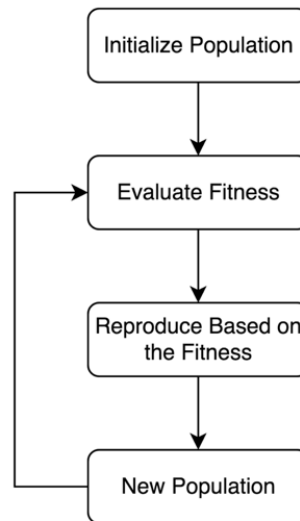 Initialize Population
Evaluate Fitness
Reproduce Based on
the Fitness
New Population